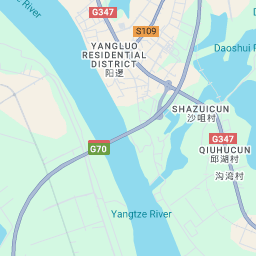 e River
G347
S109
YANGLUO
RESIDENTIAL
DISTRICT
阳逻
Daoshui R
SHAZUICUN
沙咀村
G347
QIUHUCUN
邱湖村
G70
沟湾村
Yangtze River